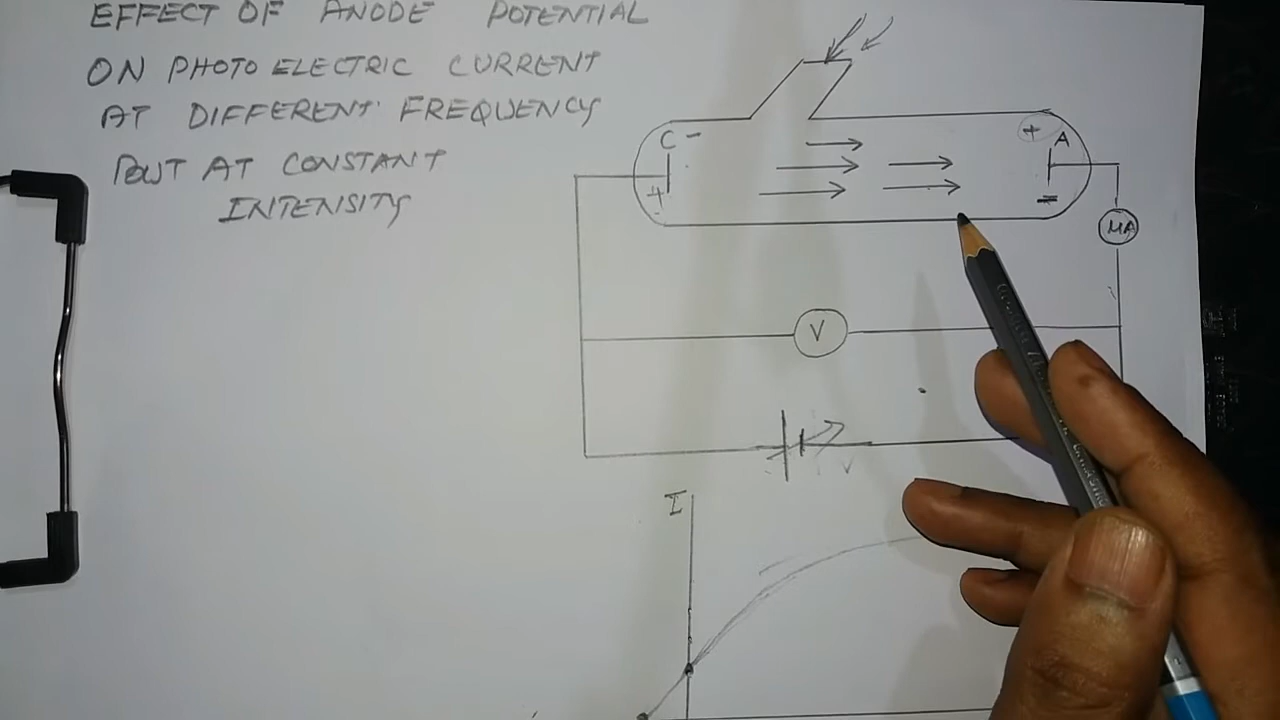 EFFECT OF ANODE POTENTIAL
ON PHOTO ELECTRIC CURRENT
AT DIFFERENT FREQUENCY
BUT AT CONSTANT
INTENSITY
C -
+
+
A
-
MA
V
V
I